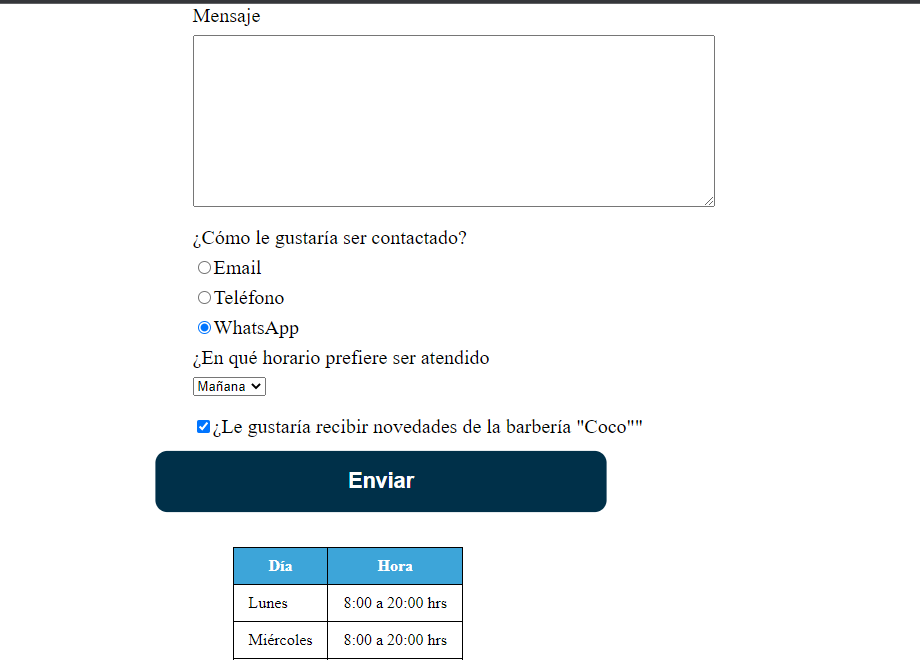 Mensaje
¿Cómo le gustaría ser contactado?
Email
Teléfono
WhatsApp
¿En qué horario prefiere ser atendido
Mañana
¿Le gustaría recibir novedades de la barbería "Coco""
Enviar
Día Hora
Lunes 8:00 a 20:00 hrs
Miércoles 8:00 a 20:00 hrs